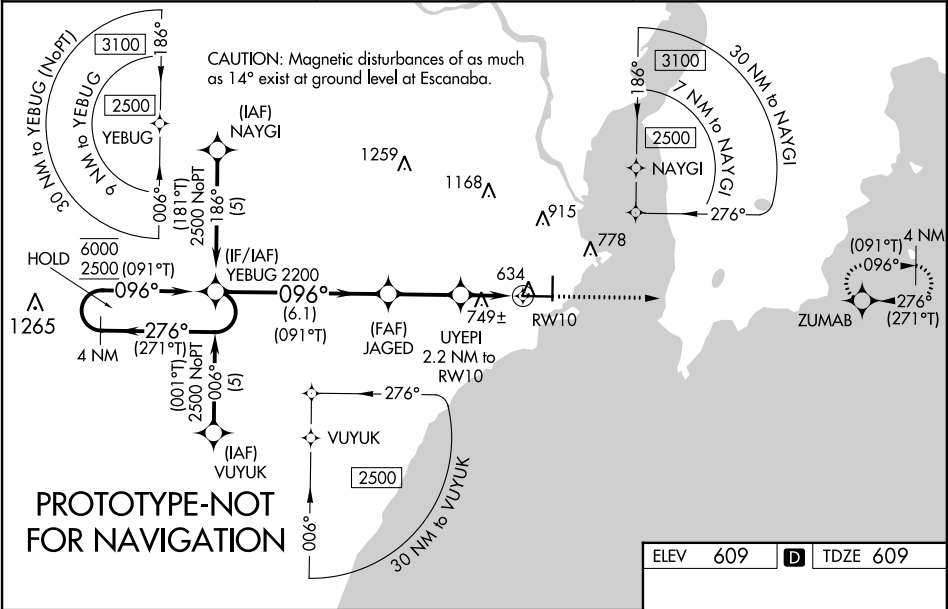 30 NM to YEBUG (NoPT)
9 NM to YEBUG
3100
186°
2500
YEBUG
006°
CAUTION: Magnetic disturbances of as much
as 14° exist at ground level at Escanaba.
(IAF)
NAYGI
(181°T)
2500 NoPT
186°
(5)
1259
1168
915
778
3100
186°
30 NM to NAYGI
7 NM to NAYGI
2500
NAYGI
276°
HOLD
6000
2500
(091°T)
096°
(IF/IAF)
YEBUG 2200
096°
(6.1)
(091°T)
1265
276°
(271°T)
4 NM
(FAF)
JAGED
UYEPI
2.2 NM to
RW10
634
749±
RW10
(091°T)
096°
4 NM
276°
(271°T)
ZUMAB
(001°T)
2500 NoPT
006°
(5)
(IAF)
VUYUK
276°
VUYUK
2500
006°
30 NM to VUYUK
PROTOTYPE-NOT
FOR NAVIGATION
ELEV 609 D TDZE 609